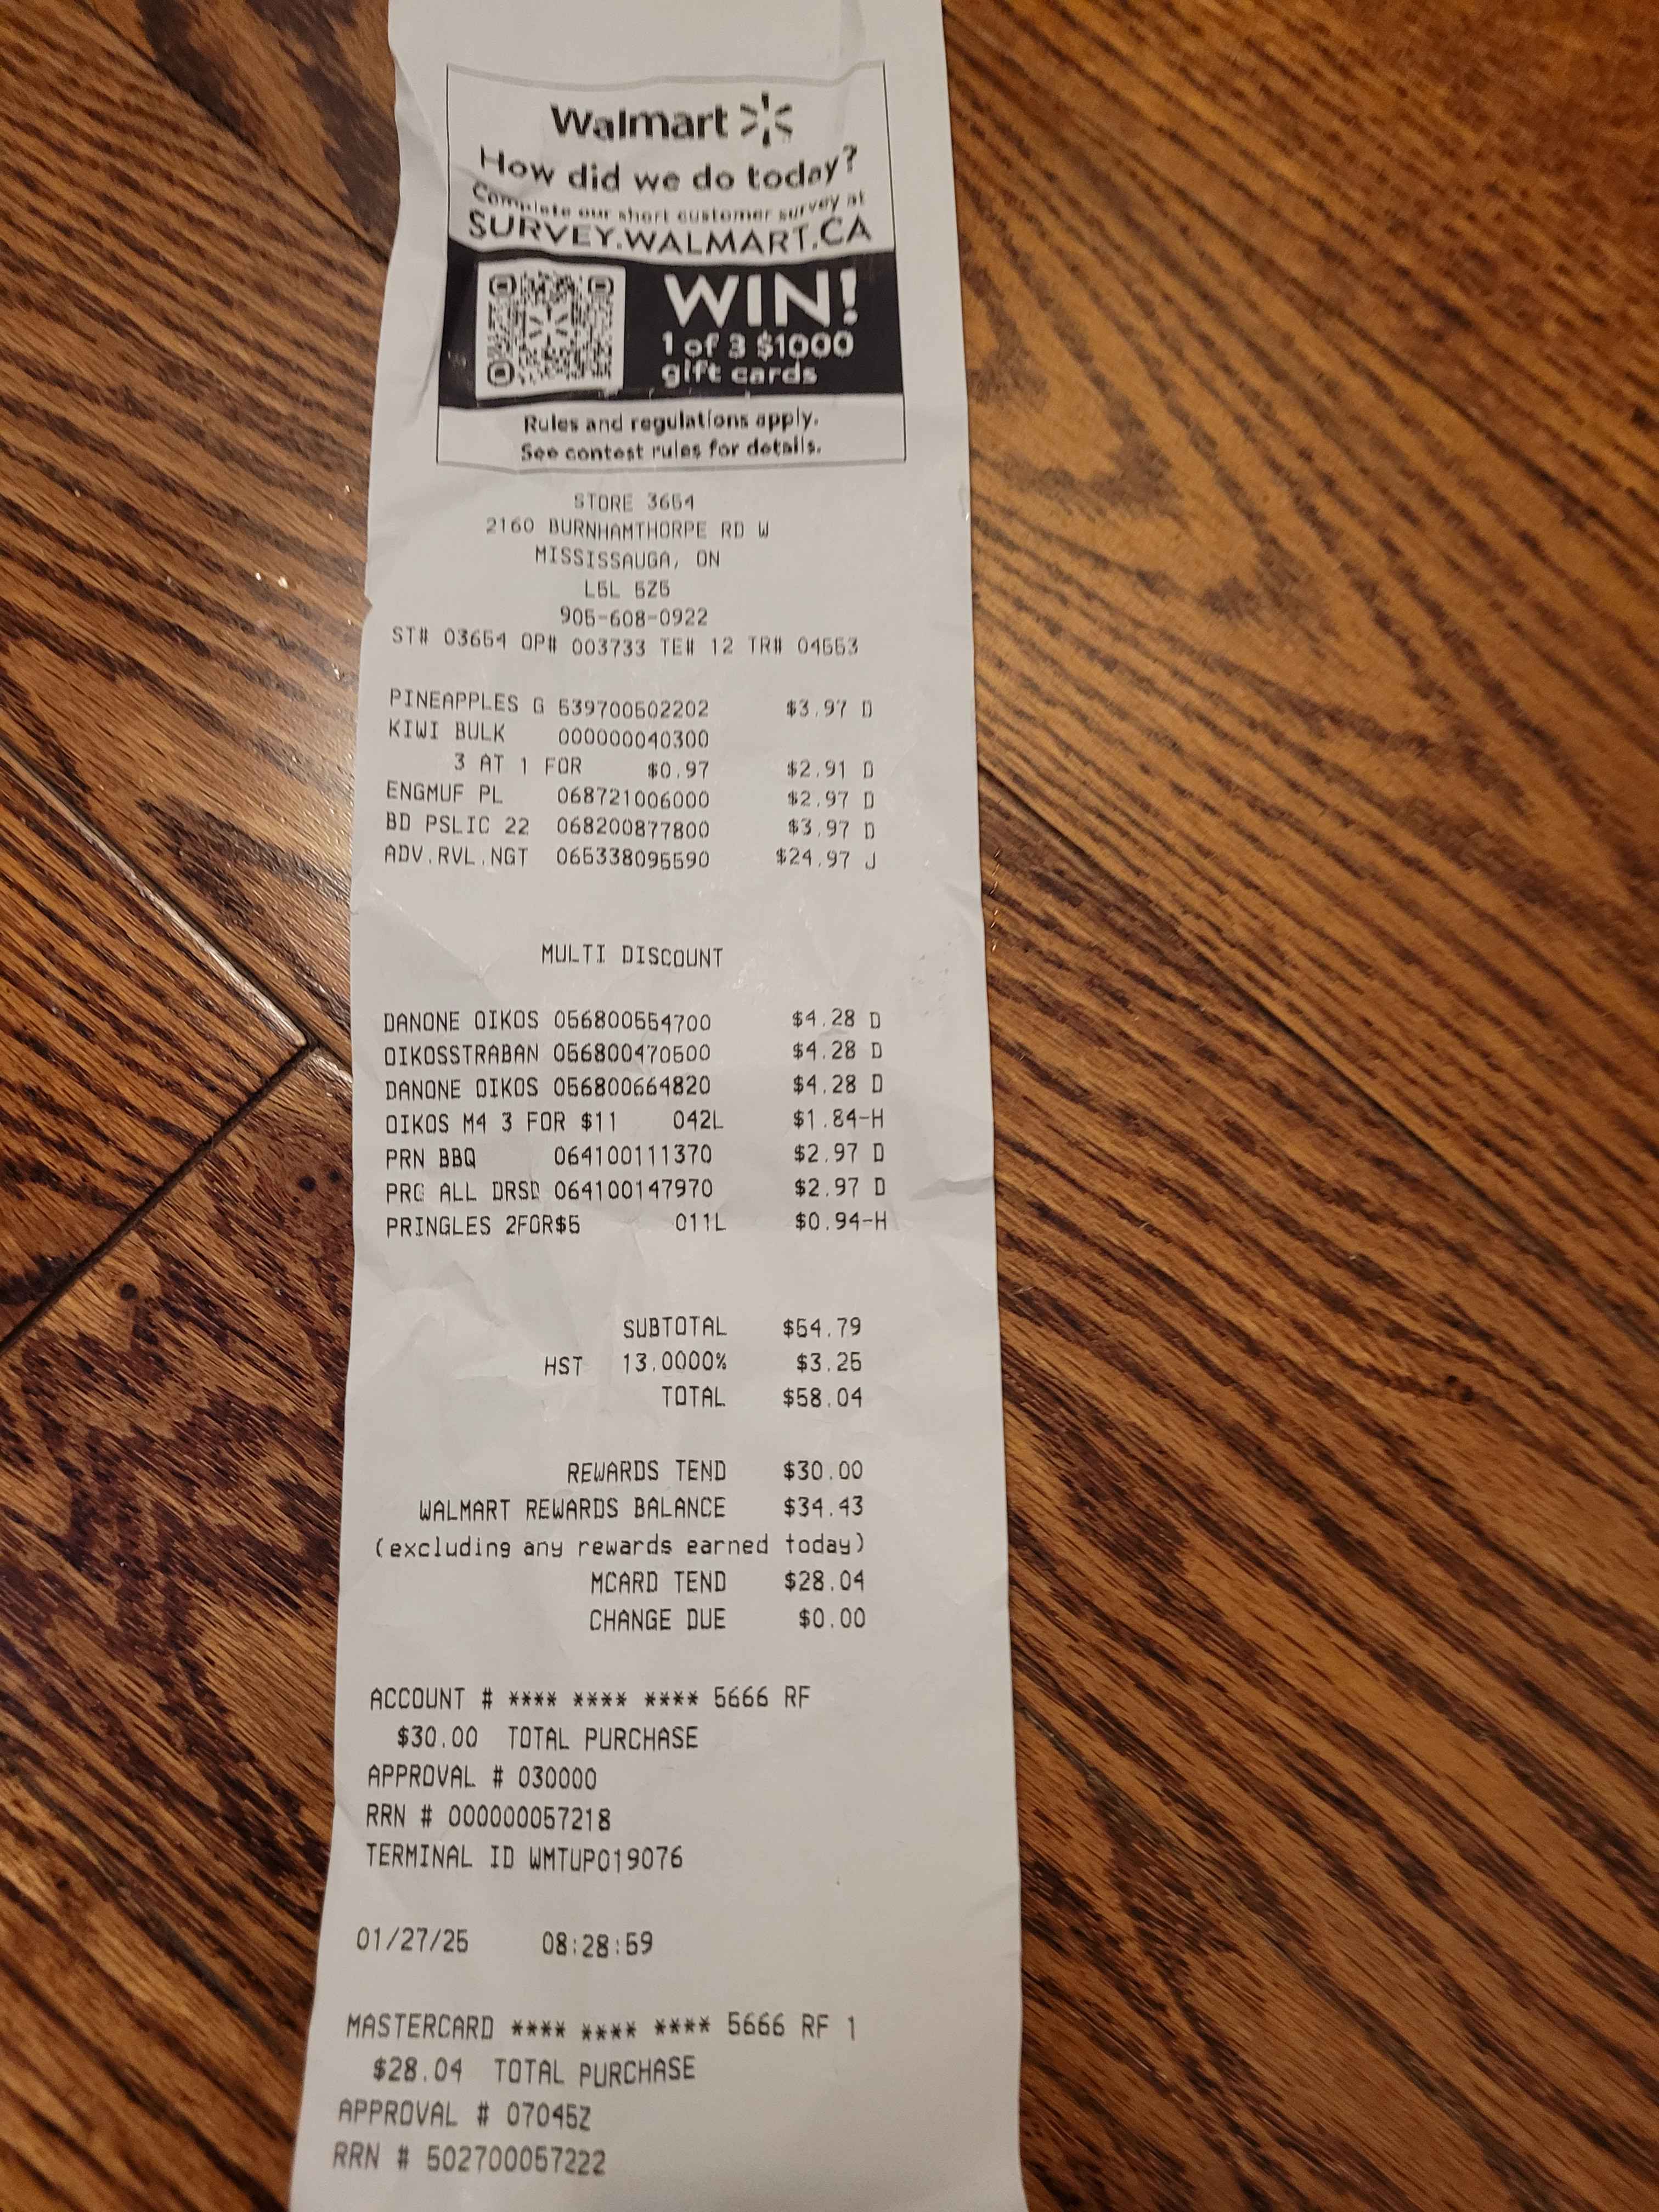 Walmart
How did we do today?
Complete our short customer survey at
SURVEY.WALMART.CA
WIN!
1 of 3 $1000
gift cards
Rules and regulations apply.
See contest rules for details.
STORE 3654
2160 BURNHAMTHORPE RD W
MISSISSAUGA, ON
L5L 5Z5
905-608-0922
ST# 03654 OP# 003733 TE# 12 TR# 04553
PINEAPPLES G 539700502202 $3.97 D
KIWI BULK 000000040300
3 AT 1 FOR $0.97 $2.91 D
ENGMUF PL 068721006000 $2.97 D
BD PSLIC 22 068200877800 $3.97 D
ADV.RVL.NGT 065338095590 $24.97 J
MULTI DISCOUNT
DANONE OIKOS 056800554700 $4.28 D
OIKOSSTRABAN 056800470500 $4.28 D
DANONE OIKOS 056800664820 $4.28 D
OIKOS M4 3 FOR $11 042L $1.84-H
PRN BBQ 064100111370 $2.97 D
PRG ALL DRSD 064100147970 $2.97 D
PRINGLES 2FOR$5 011L $0.94-H
SUBTOTAL $54.79
HST 13.0000% $3.25
TOTAL $58.04
REWARDS TEND $30.00
WALMART REWARDS BALANCE $34.43
(excluding any rewards earned today)
MCARD TEND $28.04
CHANGE DUE $0.00
ACCOUNT # **** **** **** 5666 RF
$30.00 TOTAL PURCHASE
APPROVAL # 030000
RRN # 000000057218
TERMINAL ID WMTUP019076
01/27/25 08:28:59
MASTERCARD **** **** **** 5666 RF 1
$28.04 TOTAL PURCHASE
APPROVAL # 07045Z
RRN # 502700057222